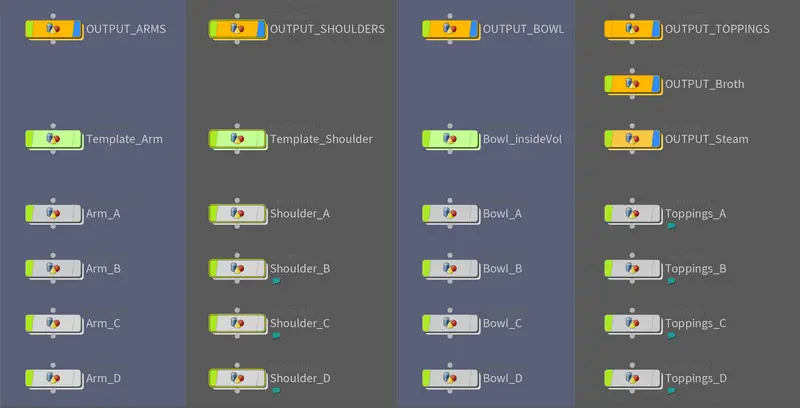 OUTPUT_ARMS
OUTPUT_SHOULDERS
OUTPUT_BOWL
OUTPUT_TOPPINGS
OUTPUT_Broth
Template_Arm
Template_Shoulder
Bowl_insideVol
OUTPUT_Steam
Arm_A
Shoulder_A
Bowl_A
Toppings_A
Arm_B
Shoulder_B
Bowl_B
Toppings_B
Arm_C
Shoulder_C
Bowl_C
Toppings_C
Arm_D
Shoulder_D
Bowl_D
Toppings_D